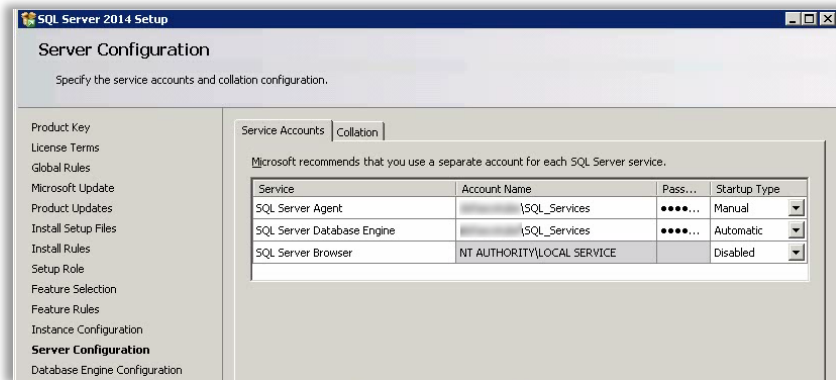 SQL Server 2014 Setup
Server Configuration
Specify the service accounts and collation configuration.
Product Key
License Terms
Global Rules
Microsoft Update
Product Updates
Install Setup Files
Install Rules
Setup Role
Feature Selection
Feature Rules
Instance Configuration
Server Configuration
Database Engine Configuration
Service Accounts Collation
Microsoft recommends that you use a separate account for each SQL Server service.
Service Account Name Pass... Startup Type
SQL Server Agent \SQL_Services ●●●●... Manual
SQL Server Database Engine \SQL_Services ●●●●... Automatic
SQL Server Browser NT AUTHORITY\LOCAL SERVICE Disabled